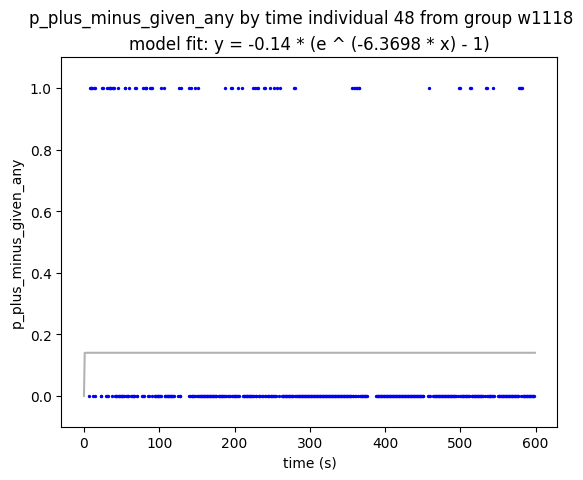 p_plus_minus_given_any by time individual 48 from group w1118
model fit: y = -0.14 * (e ^ (-6.3698 * x) - 1)
1.0
0.8
0.6
0.4
0.2
0.0
p_plus_minus_given_any
0 100 200 300 400 500 600
time (s)